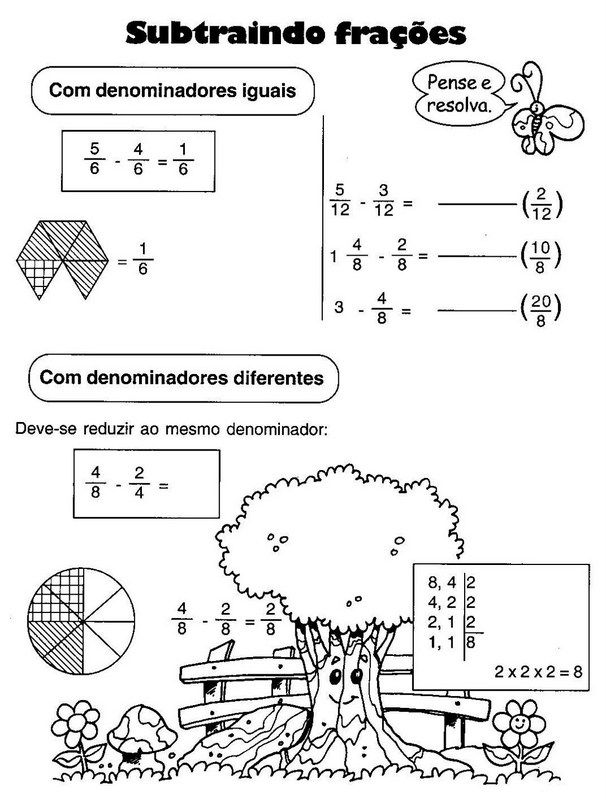 Subtraindo frações
Com denominadores iguais
Pense e
resolva.
5/6 - 4/6 = 1/6
= 1/6
5/12 - 3/12 = ______ (2/12)
1 4/8 - 2/8 = ______ (10/8)
3 - 4/8 = ______ (20/8)
Com denominadores diferentes
Deve-se reduzir ao mesmo denominador:
4/8 - 2/4 =
4/8 - 2/8 = 2/8
8, 4 | 2
4, 2 | 2
2, 1 | 2
1, 1 | 8
2 x 2 x 2 = 8